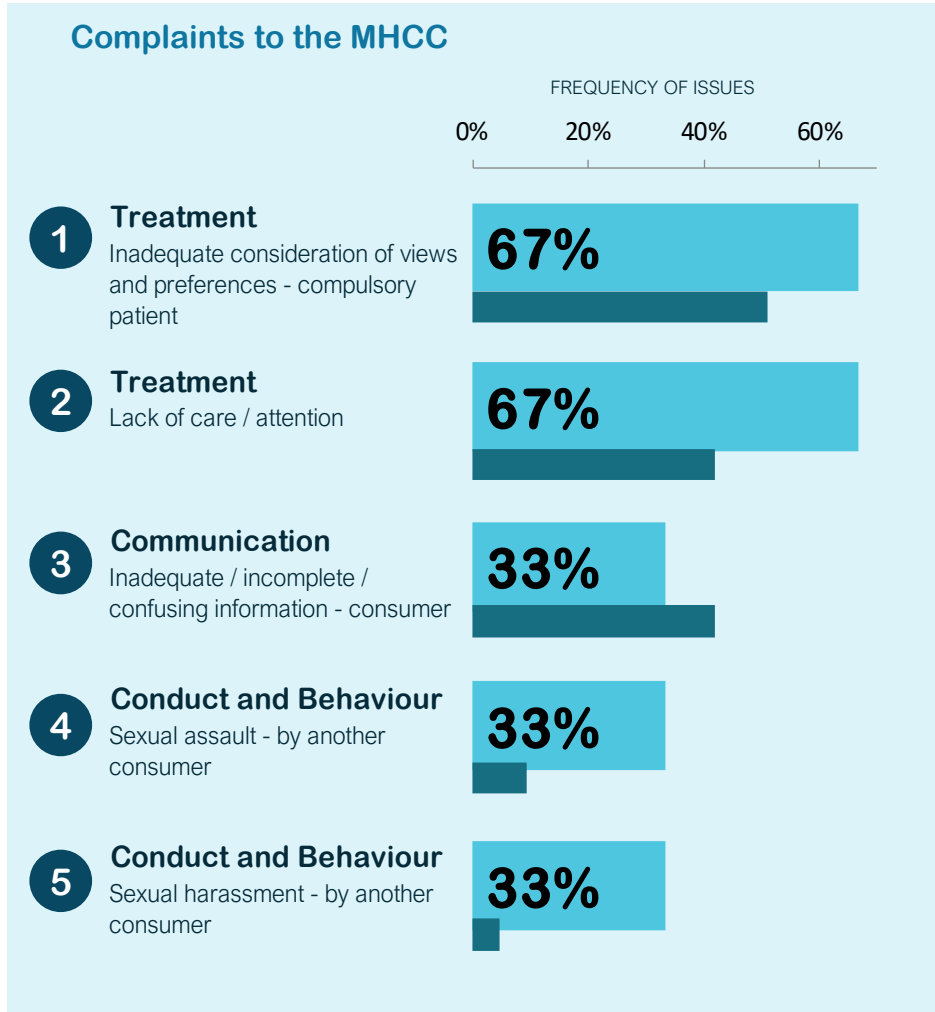 Complaints to the MHCC
FREQUENCY OF ISSUES
0% 20% 40% 60%
1 Treatment
Inadequate consideration of views
and preferences - compulsory
patient
67%
2 Treatment
Lack of care / attention
67%
3 Communication
Inadequate / incomplete /
confusing information - consumer
33%
4 Conduct and Behaviour
Sexual assault - by another
consumer
33%
5 Conduct and Behaviour
Sexual harassment - by another
consumer
33%